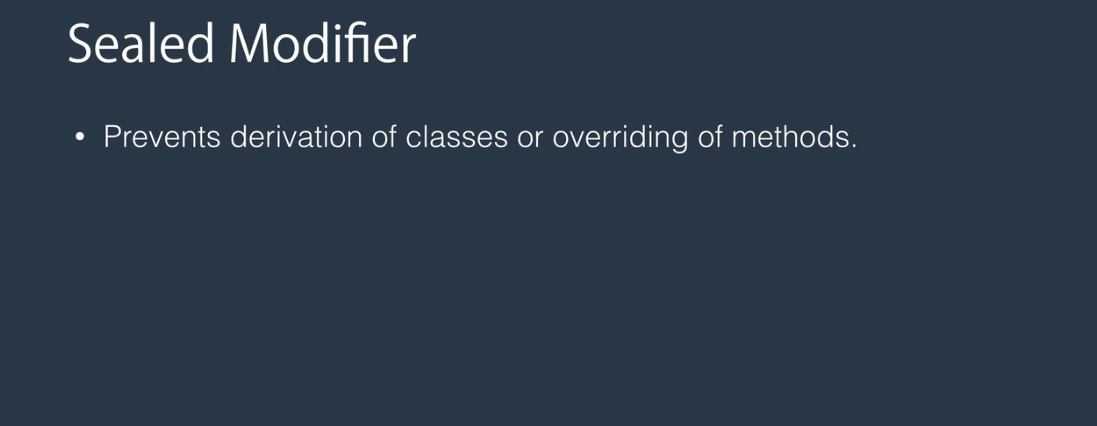 Sealed Modifier
• Prevents derivation of classes or overriding of methods.